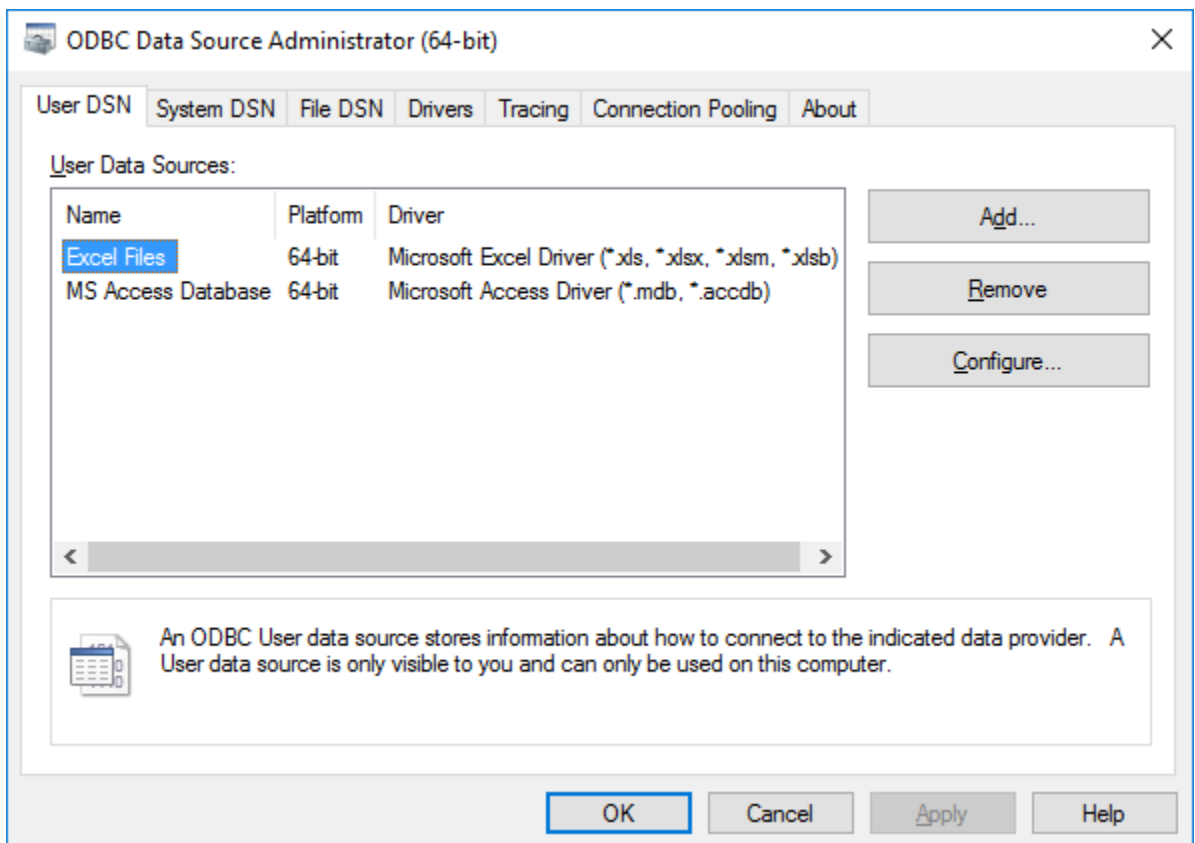 ODBC Data Source Administrator (64-bit)
User DSN System DSN File DSN Drivers Tracing Connection Pooling About
User Data Sources:
Name Platform Driver
Excel Files 64-bit Microsoft Excel Driver (*.xls, *.xlsx, *.xlsm, *.xlsb)
MS Access Database 64-bit Microsoft Access Driver (*.mdb, *.accdb)
Add...
Remove
Configure...
An ODBC User data source stores information about how to connect to the indicated data provider. A
User data source is only visible to you and can only be used on this computer.
OK Cancel Apply Help